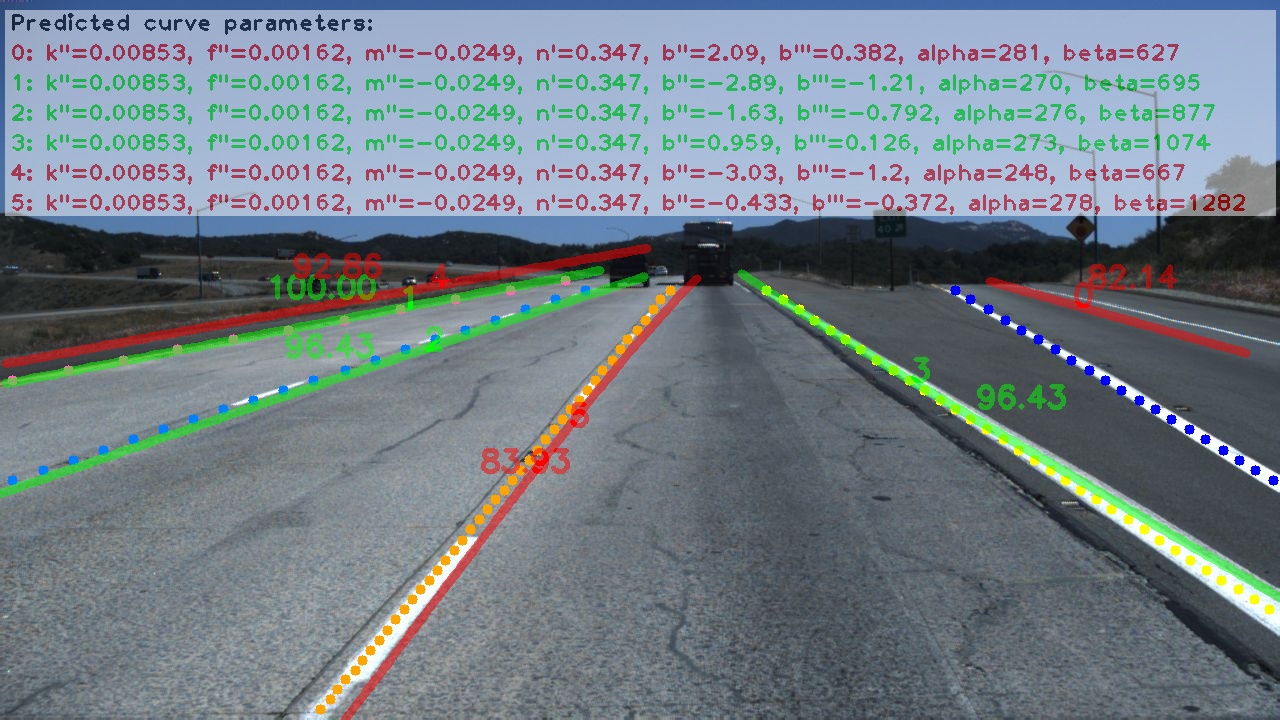 Predicted curve parameters:
0: k''=0.00853, f''=0.00162, m''=-0.0249, n'=0.347, b''=2.09, b'''=0.382, alpha=281, beta=627
1: k''=0.00853, f''=0.00162, m''=-0.0249, n'=0.347, b''=-2.89, b'''=-1.21, alpha=270, beta=695
2: k''=0.00853, f''=0.00162, m''=-0.0249, n'=0.347, b''=-1.63, b'''=-0.792, alpha=276, beta=877
3: k''=0.00853, f''=0.00162, m''=-0.0249, n'=0.347, b''=0.959, b'''=0.126, alpha=273, beta=1074
4: k''=0.00853, f''=0.00162, m''=-0.0249, n'=0.347, b''=-3.03, b'''=-1.2, alpha=248, beta=667
5: k''=0.00853, f''=0.00162, m''=-0.0249, n'=0.347, b''=-0.433, b'''=-0.372, alpha=278, beta=1282
40
92.86 4 82.14
100.00 1 0
96.43 2
3
96.43
5
83.93